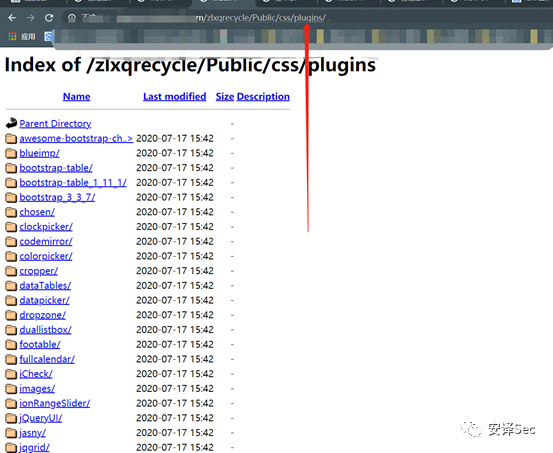 m/zlxqrecycle/Public/css/plugins/
应用
Index of /zlxqrecycle/Public/css/plugins
Name Last modified Size Description
Parent Directory -
awesome-bootstrap-ch..> 2020-07-17 15:42 -
blueimp/ 2020-07-17 15:42 -
bootstrap-table/ 2020-07-17 15:42 -
bootstrap-table_1_11_1/ 2020-07-17 15:42 -
bootstrap_3_3_7/ 2020-07-17 15:42 -
chosen/ 2020-07-17 15:42 -
clockpicker/ 2020-07-17 15:42 -
codemirror/ 2020-07-17 15:42 -
colorpicker/ 2020-07-17 15:42 -
cropper/ 2020-07-17 15:42 -
dataTables/ 2020-07-17 15:42 -
datapicker/ 2020-07-17 15:42 -
dropzone/ 2020-07-17 15:42 -
duallistbox/ 2020-07-17 15:42 -
footable/ 2020-07-17 15:42 -
fullcalendar/ 2020-07-17 15:42 -
iCheck/ 2020-07-17 15:42 -
images/ 2020-07-17 15:42 -
ionRangeSlider/ 2020-07-17 15:42 -
jQueryUI/ 2020-07-17 15:42 -
jasny/ 2020-07-17 15:42 -
jqgrid/ 2020-07-17 15:42 -
安译Sec